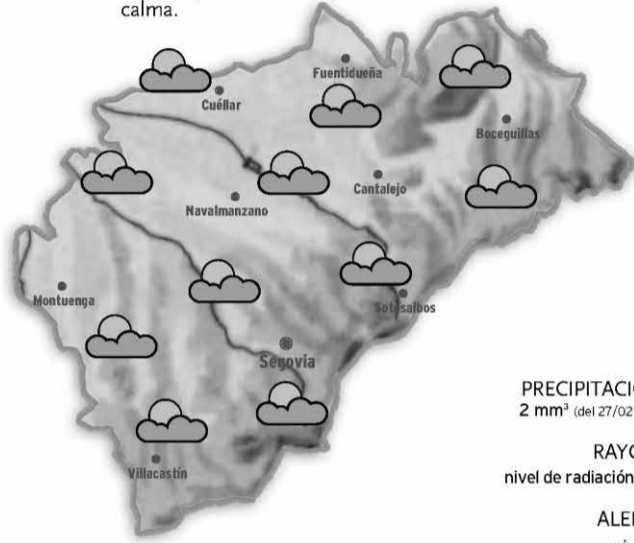 calma.
Fuentidueña
Cuéllar
Boceguillas
Cantalejo
Navalmanzano
Montuenga
Sotosalbos
Segovia
Villacastín
PRECIPITACIO
2 mm³ (del 27/02
RAYO
nivel de radiación
ALER